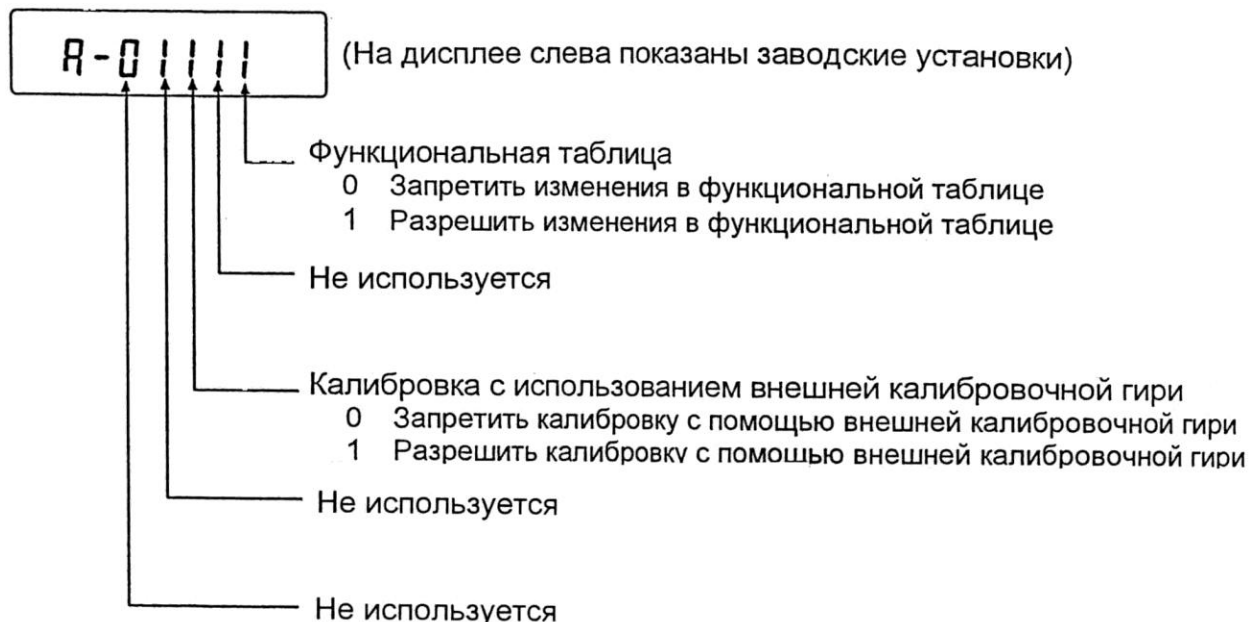 A-01111 (На дисплее слева показаны заводские установки)
Функциональная таблица
0 Запретить изменения в функциональной таблице
1 Разрешить изменения в функциональной таблице
Не используется
Калибровка с использованием внешней калибровочной гири
0 Запретить калибровку с помощью внешней калибровочной гири
1 Разрешить калибровку с помощью внешней калибровочной гири
Не используется
Не используется